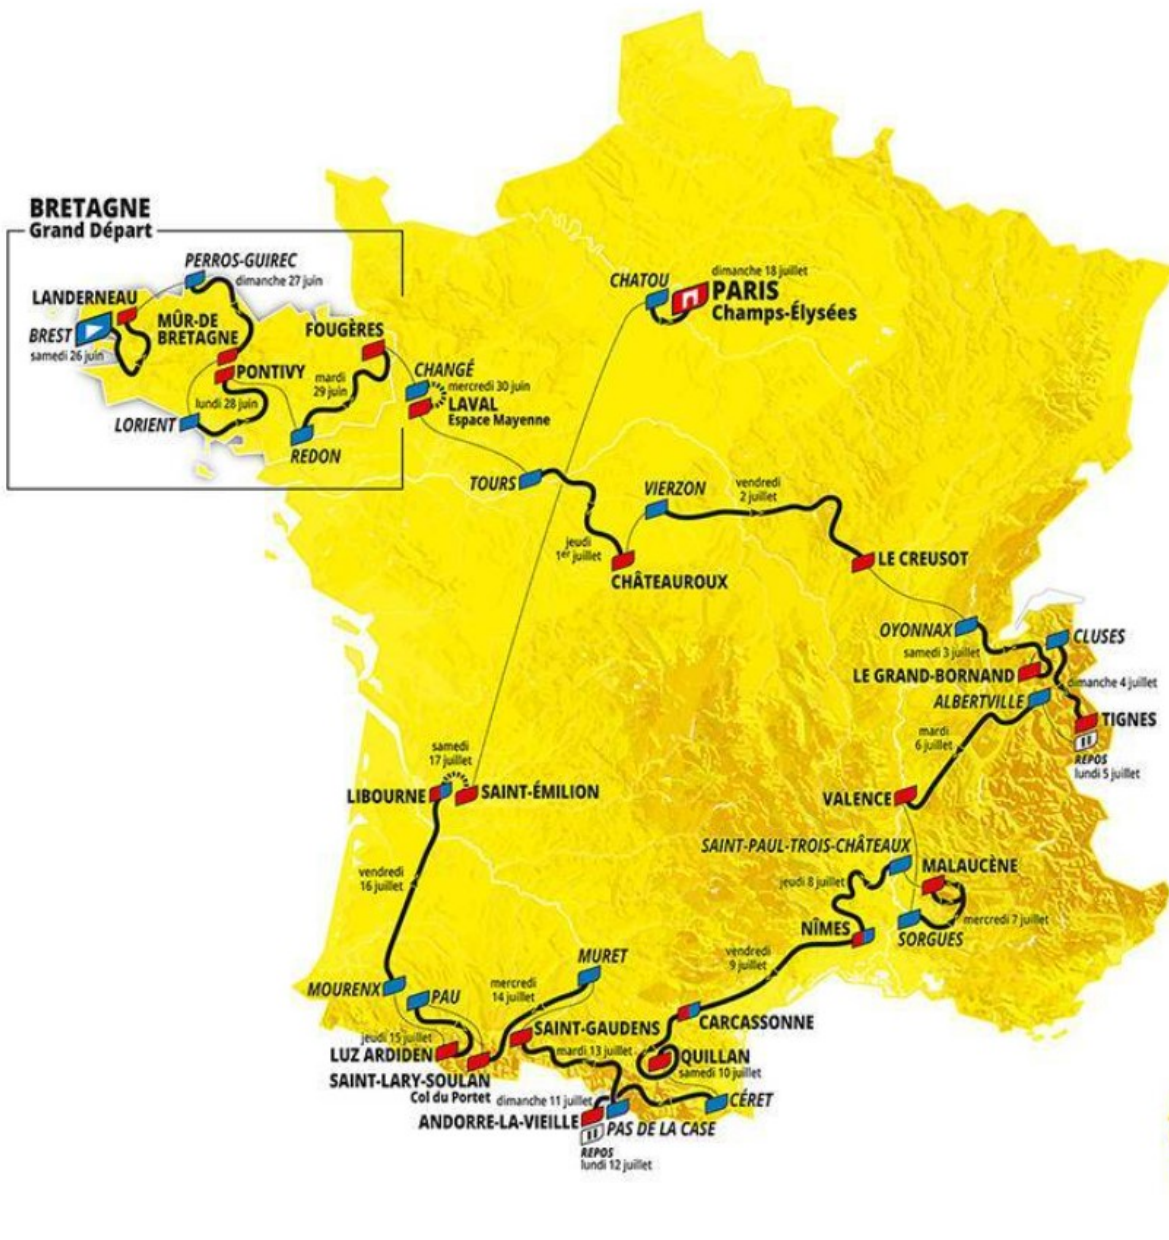 BRETAGNE
Grand Départ
PERROS-GUIREC
dimanche 27 juin
LANDERNEAU
BREST
samedi 26 juin
MÛR-DE
BRETAGNE
FOUGÈRES
PONTIVY
mardi
29 juin
lundi 28 juin
LORIENT
REDON
CHANGÉ
mercredi 30 juin
LAVAL
Espace Mayenne
CHATOU
dimanche 18 juillet
PARIS
Champs-Élysées
TOURS
VIERZON
vendredi
2 juillet
jeudi
1er juillet
CHÂTEAUROUX
LE CREUSOT
OYONNAX
samedi 3 juillet
CLUSES
LE GRAND-BORNAND
dimanche 4 juillet
ALBERTVILLE
TIGNES
mardi
6 juillet
REPOS
lundi 5 juillet
samedi
17 juillet
LIBOURNE
SAINT-ÉMILION
VALENCE
SAINT-PAUL-TROIS-CHÂTEAUX
MALAUCÈNE
jeudi 8 juillet
vendredi
16 juillet
mercredi 7 juillet
NÎMES
SORGUES
vendredi
9 juillet
MURET
mercredi
14 juillet
MOURENX
PAU
CARCASSONNE
SAINT-GAUDENS
jeudi 15 juillet
mardi 13 juillet
LUZ ARDIDEN
QUILLAN
samedi 10 juillet
SAINT-LARY-SOULAN
Col du Portet
dimanche 11 juillet
CÉRET
ANDORRE-LA-VIEILLE
PAS DE LA CASE
REPOS
lundi 12 juillet